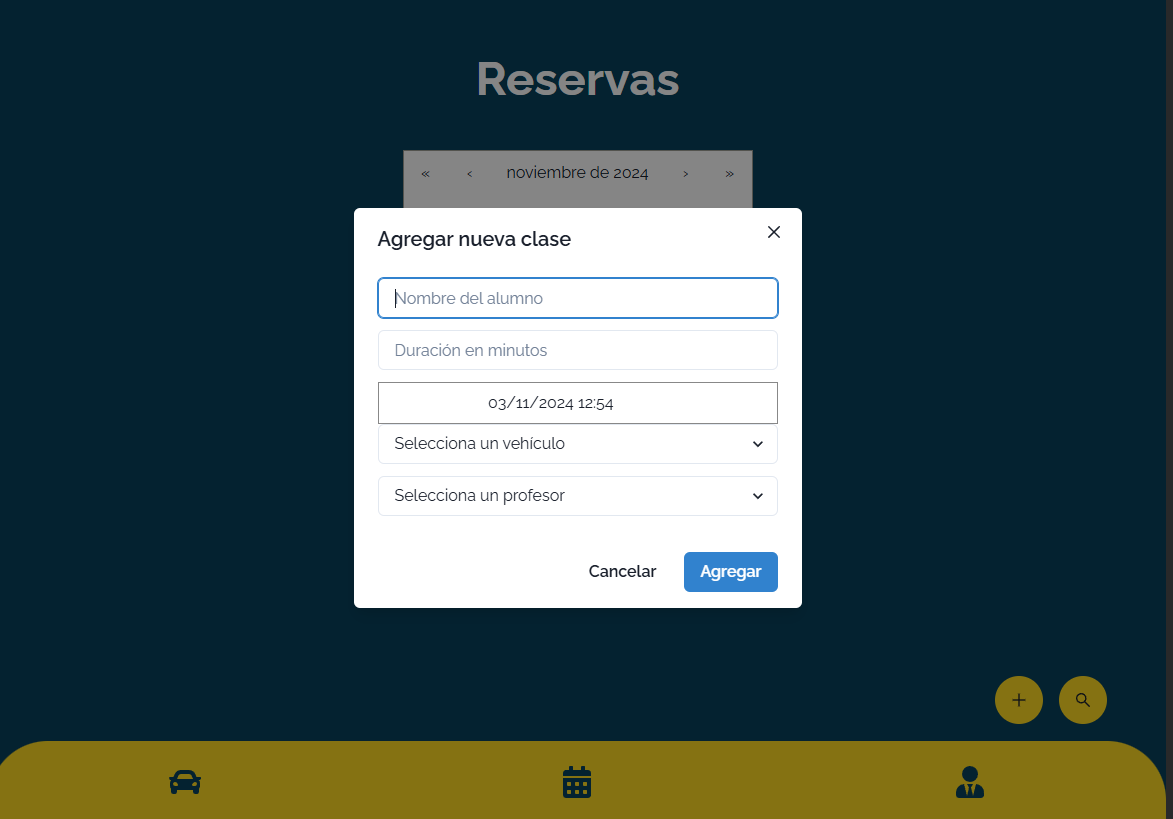 Reservas
« ‹ noviembre de 2024 › »
Agregar nueva clase
Nombre del alumno
Duración en minutos
03/11/2024 12:54
Selecciona un vehículo
Selecciona un profesor
Cancelar Agregar